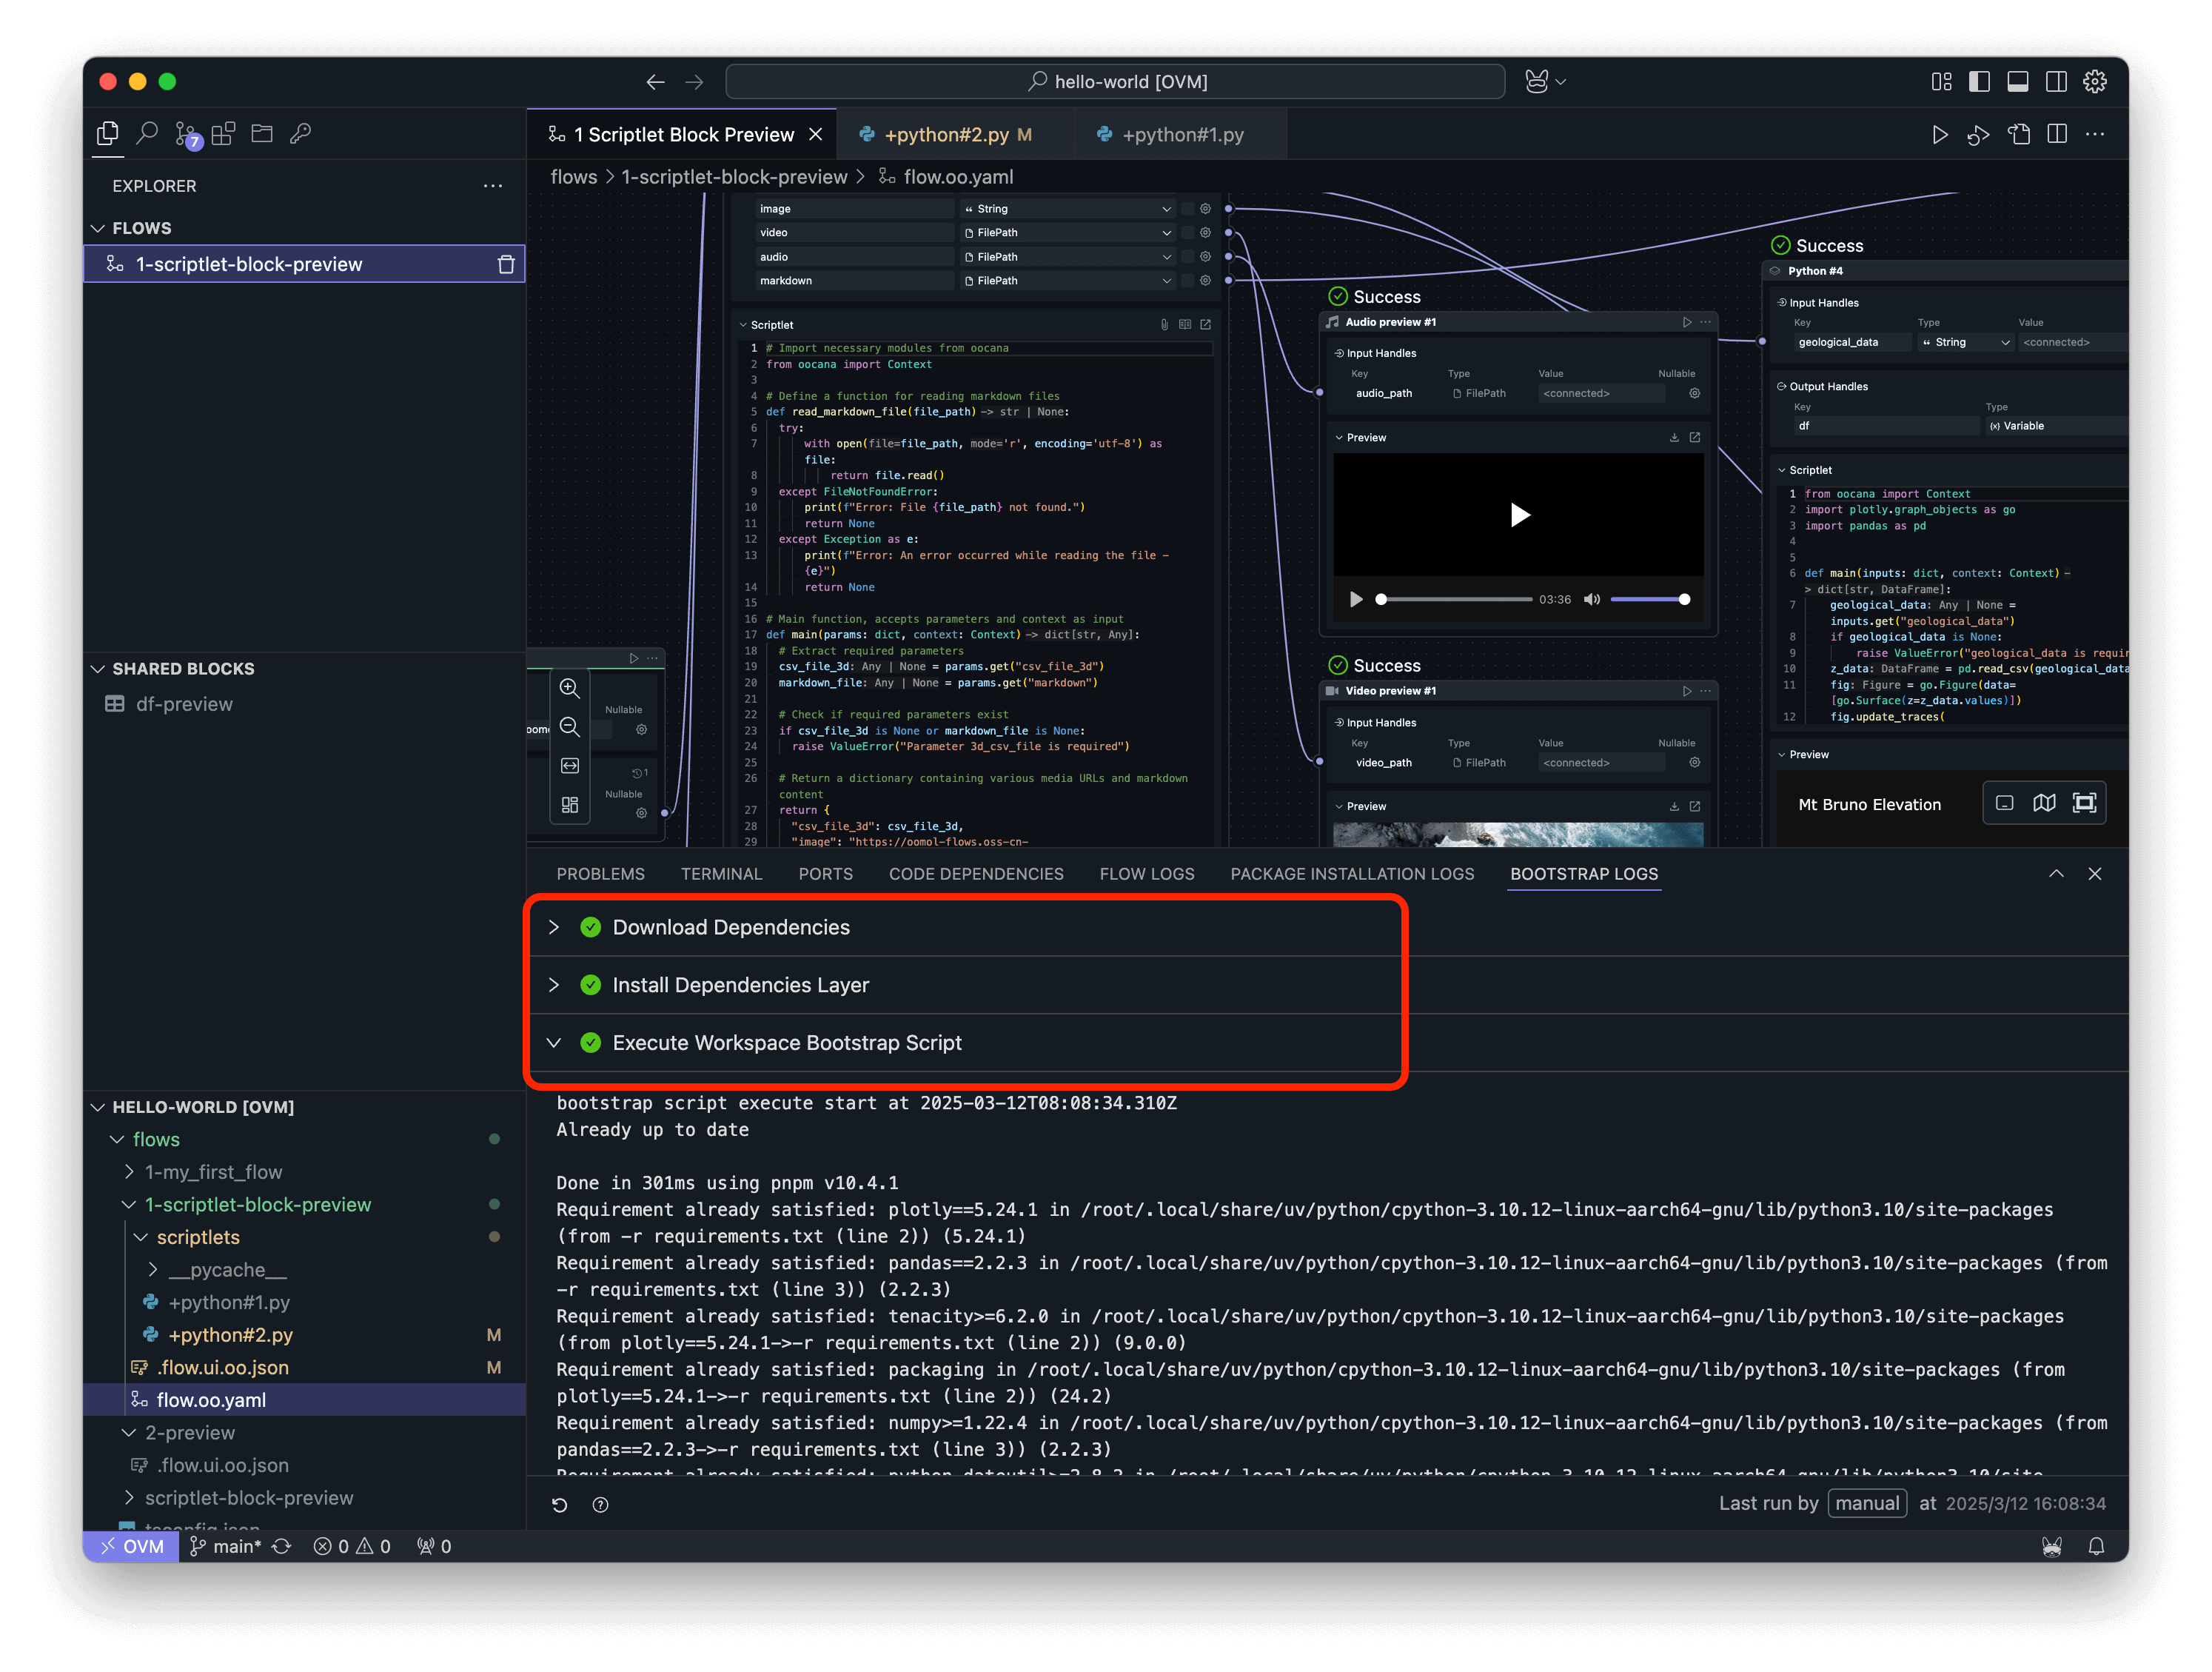 hello-world [OVM]
7
1 Scriptlet Block Preview
+python#2.py M
+python#1.py
EXPLORER
FLOWS
1-scriptlet-block-preview
SHARED BLOCKS
df-preview
HELLO-WORLD [OVM]
flows
1-my_first_flow
1-scriptlet-block-preview
scriptlets
__pycache__
+python#1.py
+python#2.py M
.flow.ui.oo.json M
flow.oo.yaml
2-preview
.flow.ui.oo.json
scriptlet-block-preview
tsconfig.json
flows > 1-scriptlet-block-preview > flow.oo.yaml
image String
video FilePath
audio FilePath
markdown FilePath
Scriptlet
1 # Import necessary modules from oocana
2 from oocana import Context
3
4 # Define a function for reading markdown files
5 def read_markdown_file(file_path) -> str | None:
6 try:
7 with open(file=file_path, mode='r', encoding='utf-8') as
file:
8 return file.read()
9 except FileNotFoundError:
10 print(f"Error: File {file_path} not found.")
11 return None
12 except Exception as e:
13 print(f"Error: An error occurred while reading the file -
{e}")
14 return None
15
16 # Main function, accepts parameters and context as input
17 def main(params: dict, context: Context) -> dict[str, Any]:
18 # Extract required parameters
19 csv_file_3d: Any | None = params.get("csv_file_3d")
20 markdown_file: Any | None = params.get("markdown")
21
22 # Check if required parameters exist
23 if csv_file_3d is None or markdown_file is None:
24 raise ValueError("Parameter 3d_csv_file is required")
25
26 # Return a dictionary containing various media URLs and markdown
content
27 return {
28 "csv_file_3d": csv_file_3d,
29 "image": "https://oomol-flows.oss-cn-
Nullable
1
Nullable
Success
Audio preview #1
Input Handles
Key Type Value Nullable
audio_path FilePath <connected>
Preview
03:36
Success
Video preview #1
Input Handles
Key Type Value Nullable
video_path FilePath <connected>
Preview
Success
Python #4
Input Handles
Key Type Value
geological_data String <connected>
Output Handles
Key Type
df Variable
Scriptlet
1 from oocana import Context
2 import plotly.graph_objects as go
3 import pandas as pd
4
5
6 def main(inputs: dict, context: Context) -
> dict[str, DataFrame]:
7 geological_data: Any | None =
inputs.get("geological_data")
8 if geological_data is None:
9 raise ValueError("geological_data is requir
10 z_data: DataFrame = pd.read_csv(geological_data
11 fig: Figure = go.Figure(data=
[go.Surface(z=z_data.values)])
12 fig.update_traces(
Preview
Mt Bruno Elevation
PROBLEMS TERMINAL PORTS CODE DEPENDENCIES FLOW LOGS PACKAGE INSTALLATION LOGS BOOTSTRAP LOGS
Download Dependencies
Install Dependencies Layer
Execute Workspace Bootstrap Script
bootstrap script execute start at 2025-03-12T08:08:34.310Z
Already up to date
Done in 301ms using pnpm v10.4.1
Requirement already satisfied: plotly==5.24.1 in /root/.local/share/uv/python/cpython-3.10.12-linux-aarch64-gnu/lib/python3.10/site-packages
(from -r requirements.txt (line 2)) (5.24.1)
Requirement already satisfied: pandas==2.2.3 in /root/.local/share/uv/python/cpython-3.10.12-linux-aarch64-gnu/lib/python3.10/site-packages (from
-r requirements.txt (line 3)) (2.2.3)
Requirement already satisfied: tenacity>=6.2.0 in /root/.local/share/uv/python/cpython-3.10.12-linux-aarch64-gnu/lib/python3.10/site-packages
(from plotly==5.24.1->-r requirements.txt (line 2)) (9.0.0)
Requirement already satisfied: packaging in /root/.local/share/uv/python/cpython-3.10.12-linux-aarch64-gnu/lib/python3.10/site-packages (from
plotly==5.24.1->-r requirements.txt (line 2)) (24.2)
Requirement already satisfied: numpy>=1.22.4 in /root/.local/share/uv/python/cpython-3.10.12-linux-aarch64-gnu/lib/python3.10/site-packages (from
pandas==2.2.3->-r requirements.txt (line 3)) (2.2.3)
Requirement already satisfied: python-dateutil>=2.8.2 in /root/.local/share/uv/python/cpython-3.10.12-linux-aarch64-gnu/lib/python3.10/site-
Last run by manual at 2025/3/12 16:08:34
OVM main* 0 0 0